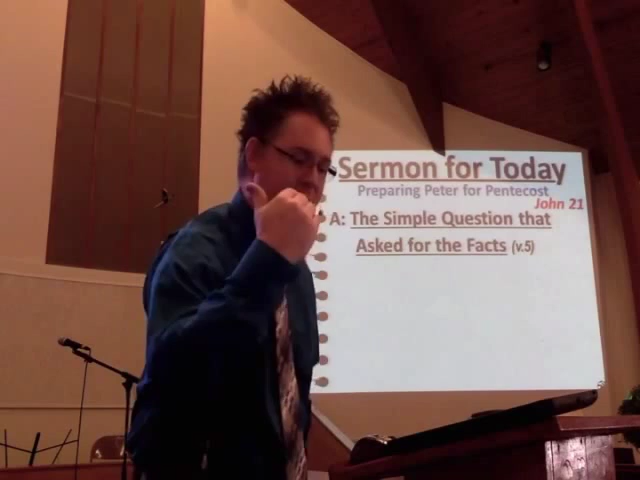 Sermon for Today
Preparing Peter for Pentecost
John 21
A: The Simple Question that
Asked for the Facts (v.5)